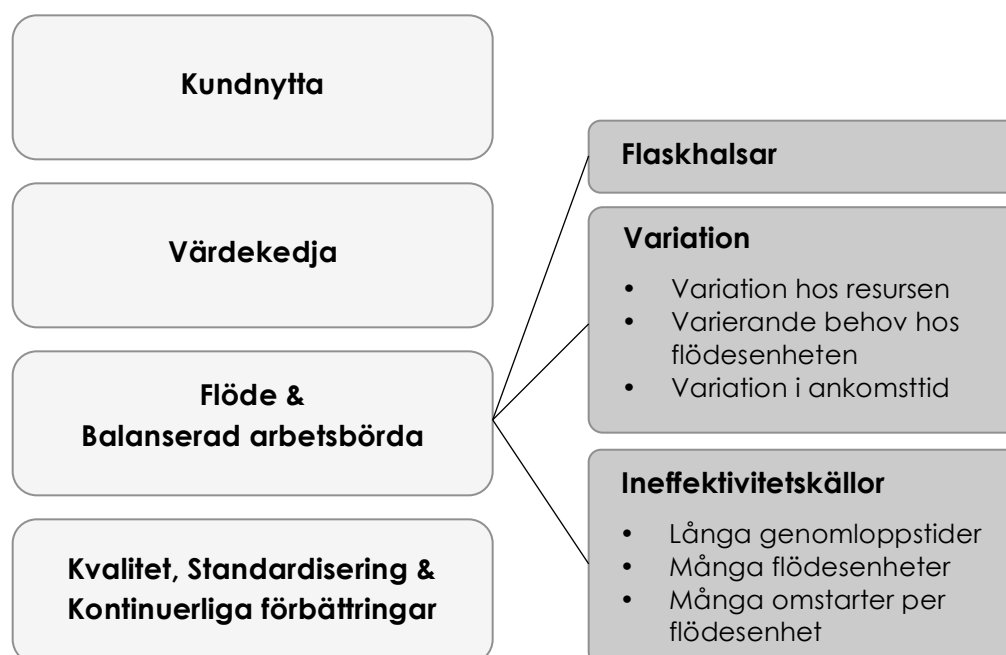 Kundnytta
Värdekedja
Flöde &
Balanserad arbetsbörda
Kvalitet, Standardisering &
Kontinuerliga förbättringar
Flaskhalsar
Variation
• Variation hos resursen
• Varierande behov hos
flödesenheten
• Variation i ankomsttid
Ineffektivitetskällor
• Långa genomloppstider
• Många flödesenheter
• Många omstarter per
flödesenhet